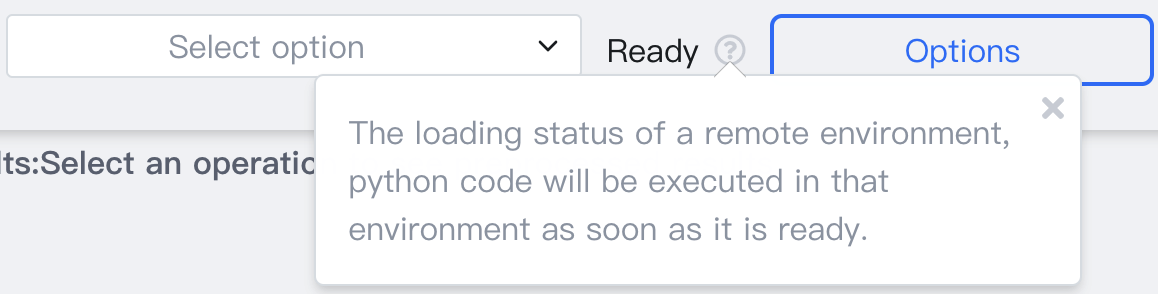 Select option
Ready
Options
The loading status of a remote environment,
python code will be executed in that
environment as soon as it is ready.
lts:Select an operatio